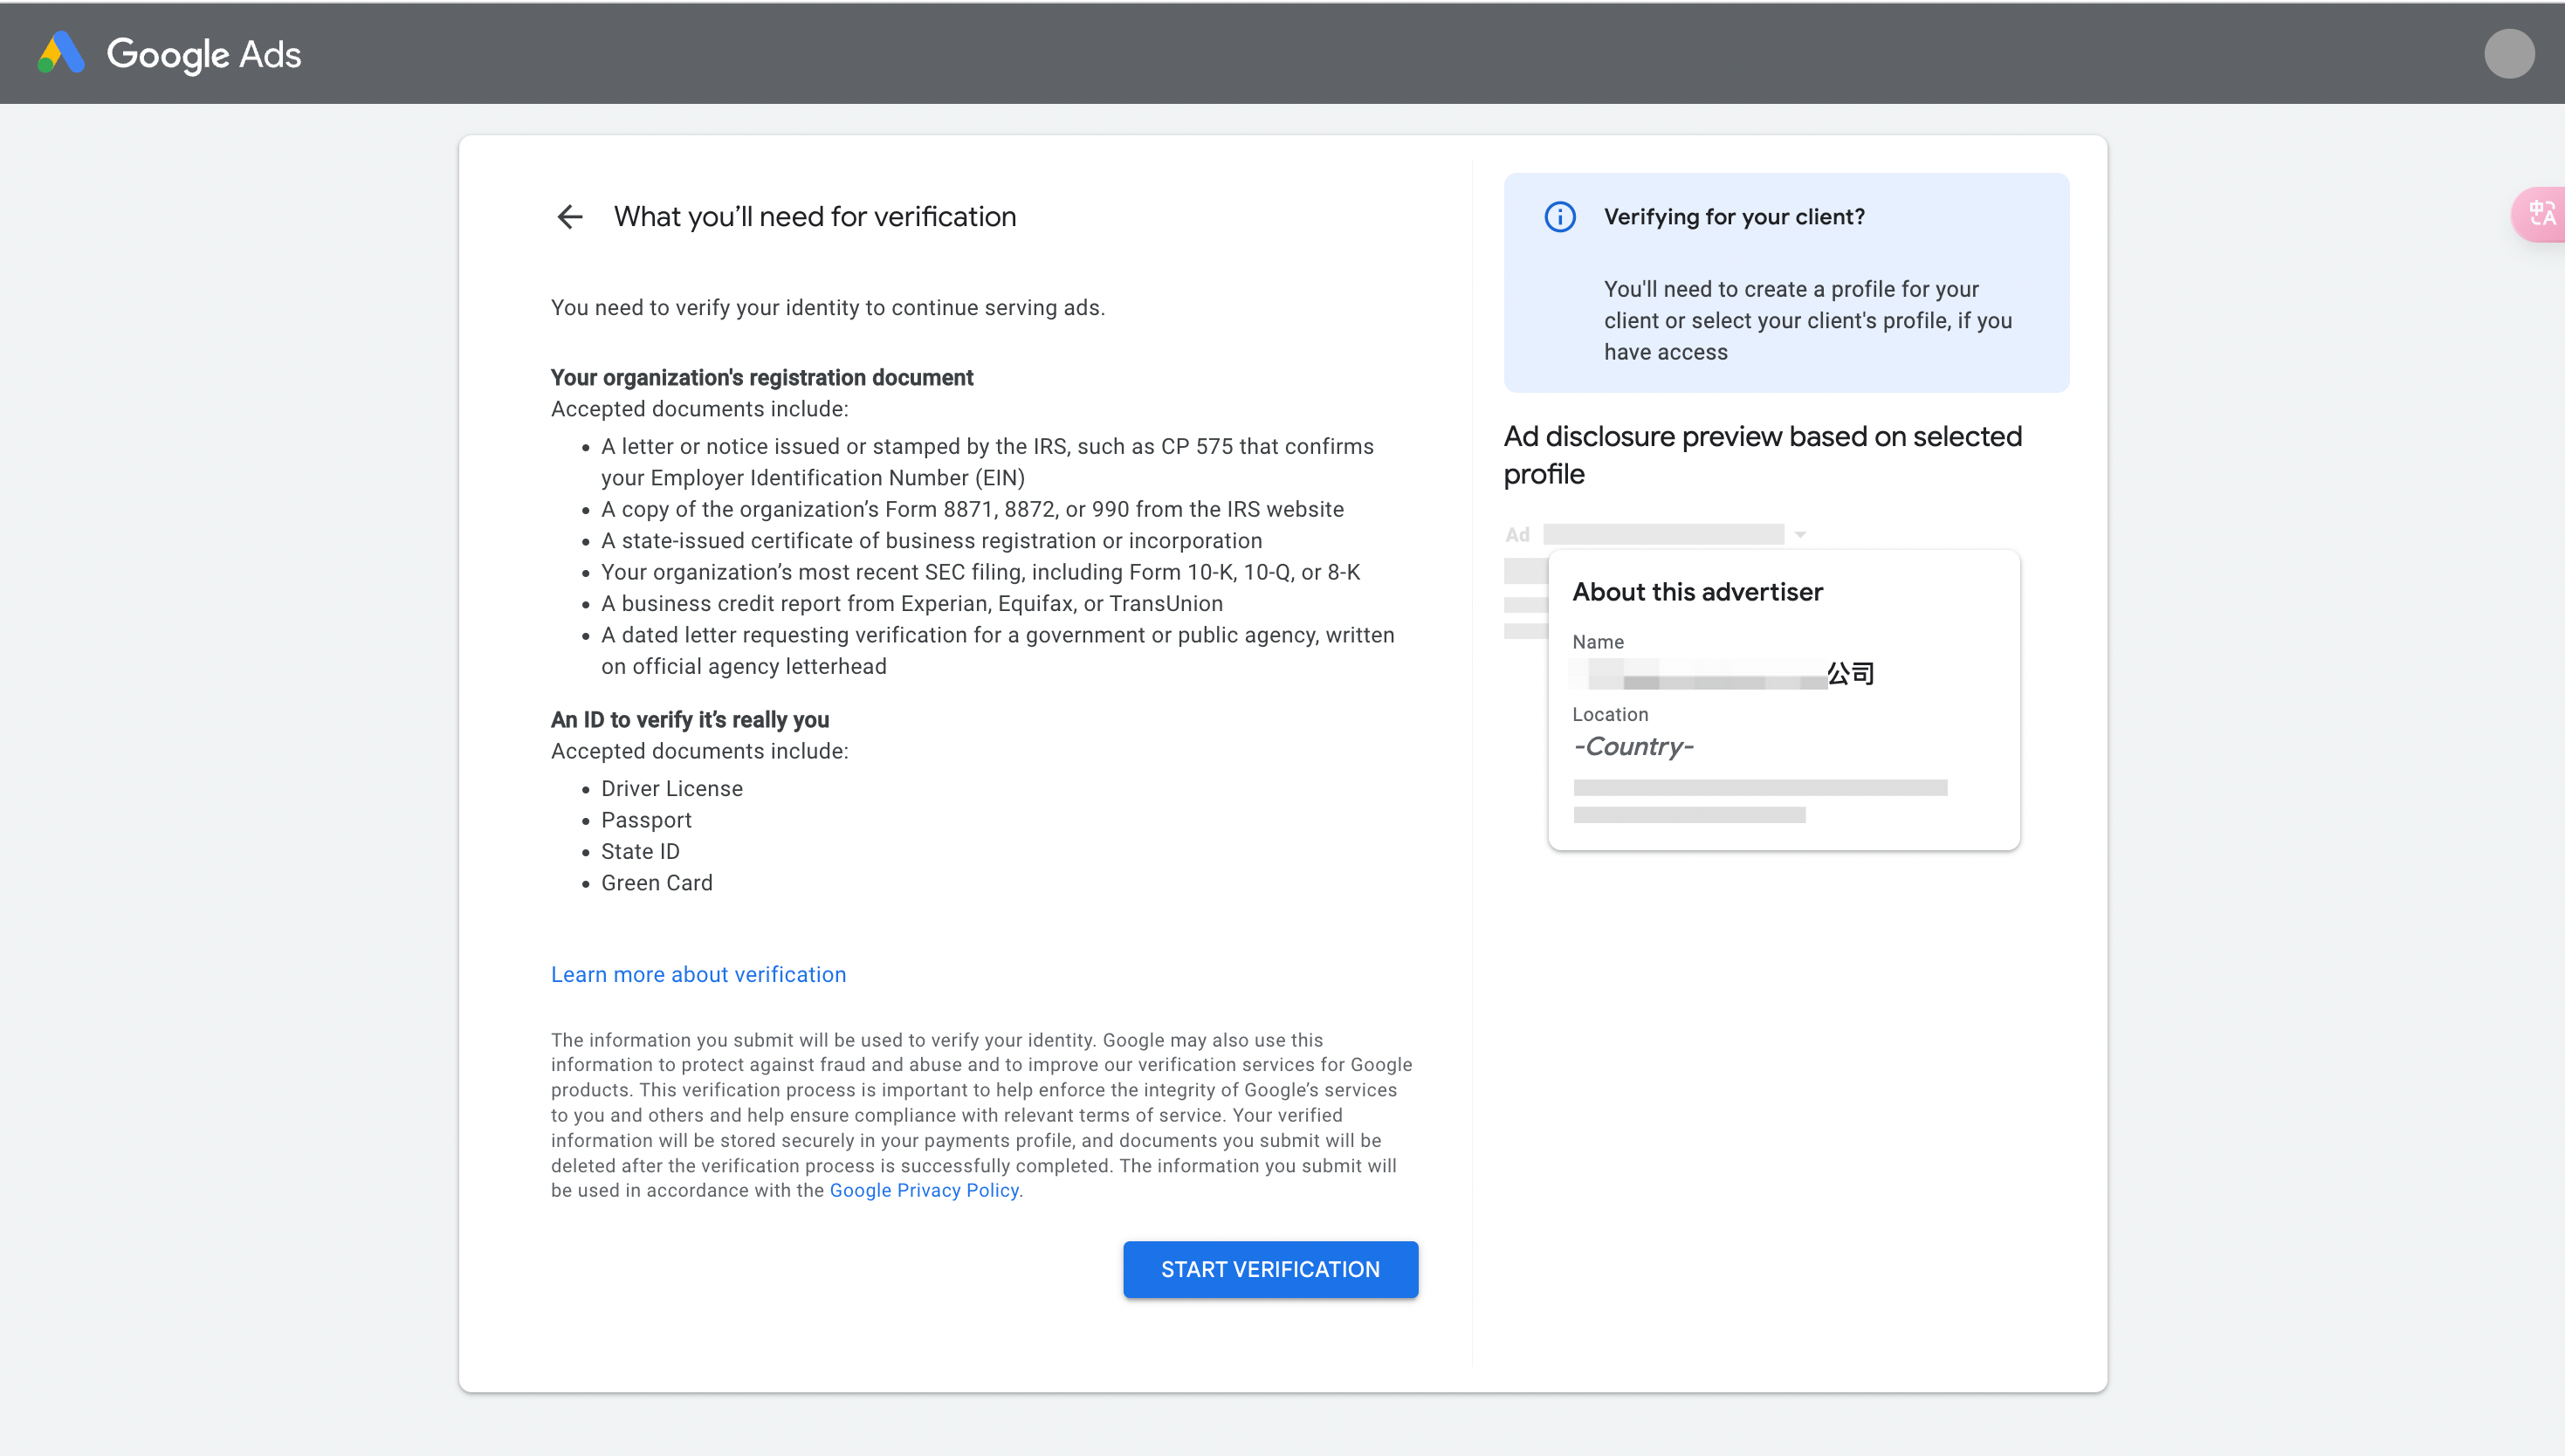 Google Ads
What you’ll need for verification
You need to verify your identity to continue serving ads.
Your organization's registration document
Accepted documents include:
• A letter or notice issued or stamped by the IRS, such as CP 575 that confirms
your Employer Identification Number (EIN)
• A copy of the organization’s Form 8871, 8872, or 990 from the IRS website
• A state-issued certificate of business registration or incorporation
• Your organization’s most recent SEC filing, including Form 10-K, 10-Q, or 8-K
• A business credit report from Experian, Equifax, or TransUnion
• A dated letter requesting verification for a government or public agency, written
on official agency letterhead
An ID to verify it’s really you
Accepted documents include:
• Driver License
• Passport
• State ID
• Green Card
Learn more about verification
The information you submit will be used to verify your identity. Google may also use this
information to protect against fraud and abuse and to improve our verification services for Google
products. This verification process is important to help enforce the integrity of Google’s services
to you and others and help ensure compliance with relevant terms of service. Your verified
information will be stored securely in your payments profile, and documents you submit will be
deleted after the verification process is successfully completed. The information you submit will
be used in accordance with the Google Privacy Policy.
START VERIFICATION
Verifying for your client?
You'll need to create a profile for your
client or select your client's profile, if you
have access
Ad disclosure preview based on selected
profile
Ad
About this advertiser
Name
公司
Location
-Country-
中A